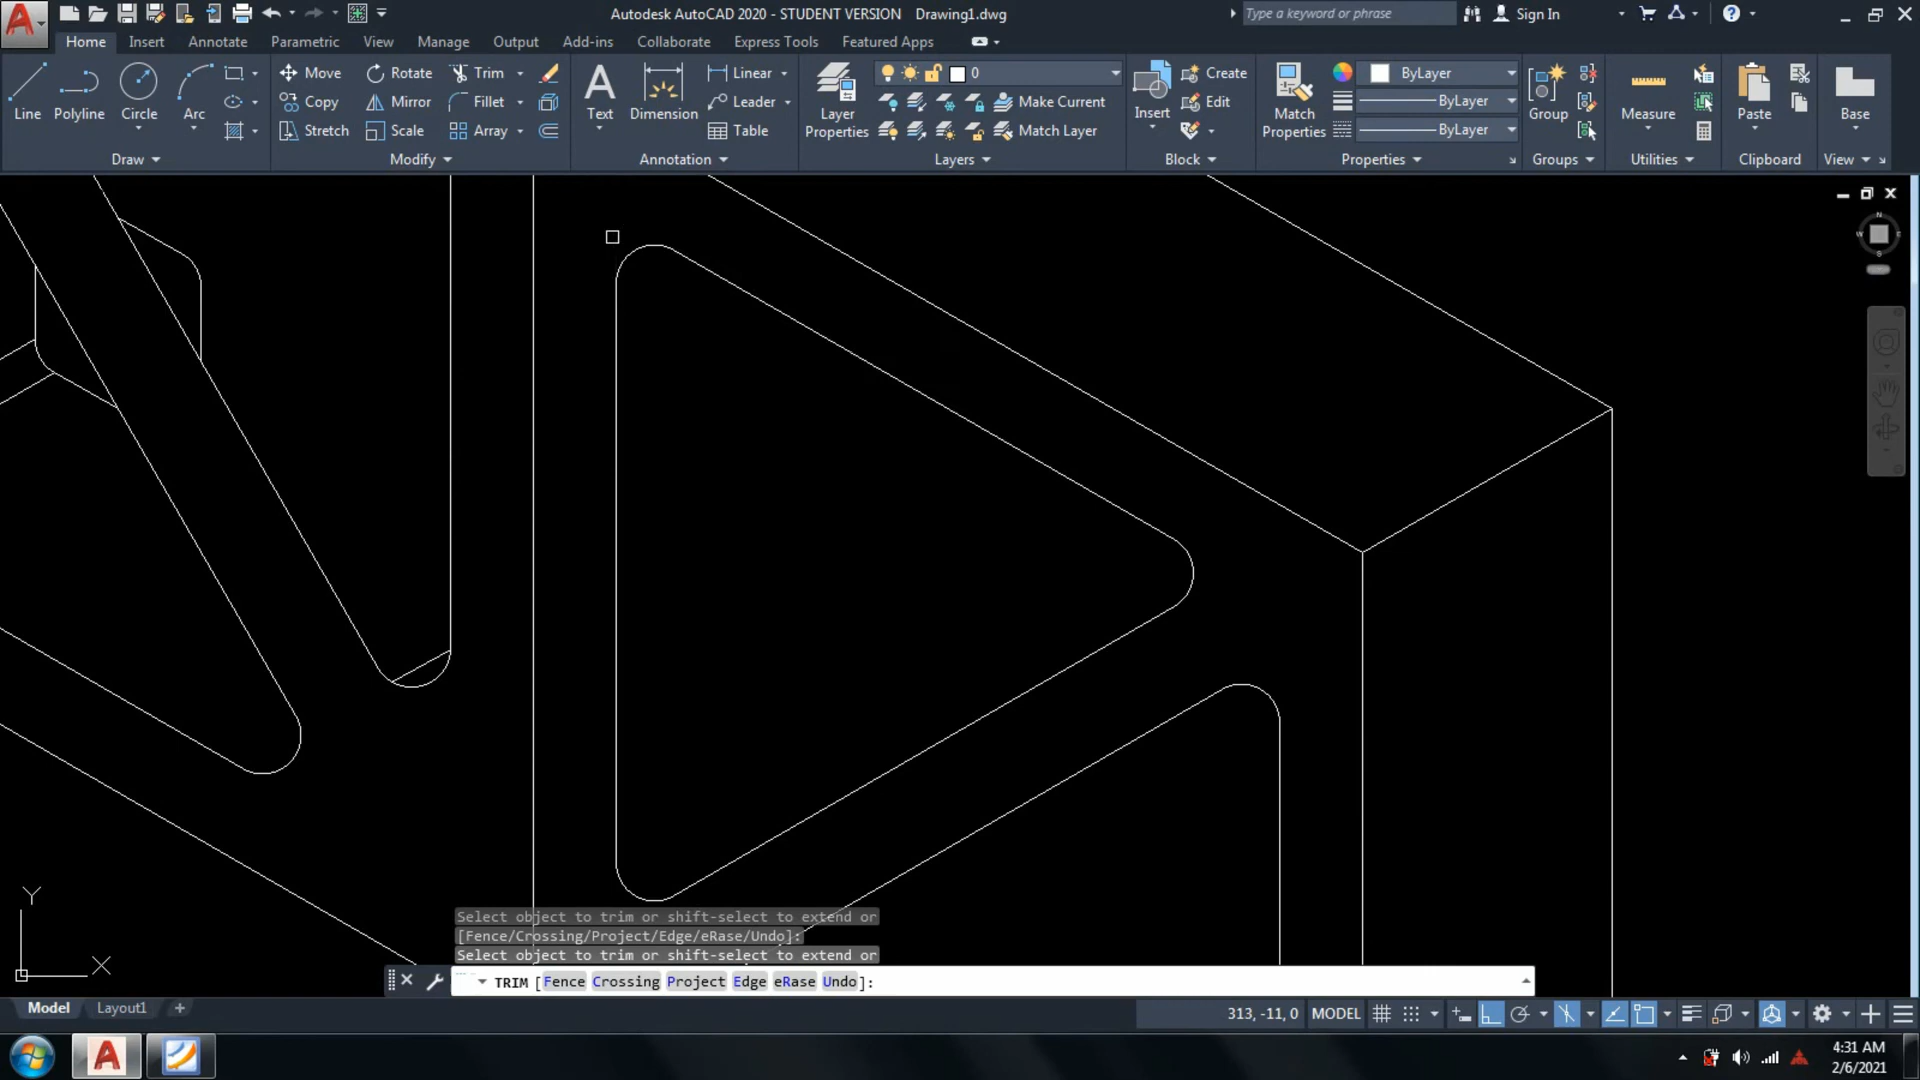 Autodesk AutoCAD 2020 - STUDENT VERSION Drawing1.dwg
Type a keyword or phrase
Sign In
Home Insert Annotate Parametric View Manage Output Add-ins Collaborate Express Tools Featured Apps
Line
Polyline
Circle
Arc
Draw
Move
Rotate
Trim
Copy
Mirror
Fillet
Stretch
Scale
Array
Modify
Text
Dimension
Linear
Leader
Table
Annotation
Layer
Properties
0
Make Current
Match Layer
Layers
Insert
Create
Edit
Block
Match
Properties
ByLayer
ByLayer
ByLayer
Properties
Group
Groups
Measure
Utilities
Paste
Clipboard
Base
View
N
W
E
S
Y
X
Select object to trim or shift-select to extend or
[Fence/Crossing/Project/Edge/eRase/Undo]:
Select object to trim or shift-select to extend or
TRIM [Fence Crossing Project Edge eRase Undo]:
Model Layout1
313, -11, 0 MODEL
4:31 AM
2/6/2021